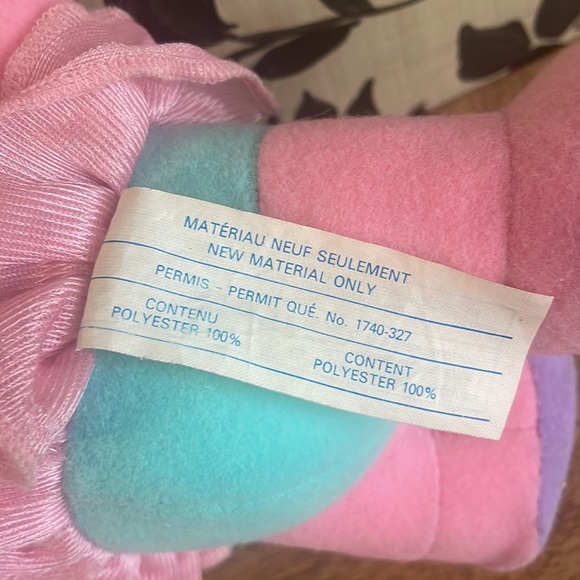 MATÉRIAU NEUF SEULEMENT
NEW MATERIAL ONLY
PERMIS - PERMIT QUÉ. No. 1740-327
CONTENU
POLYESTER 100%
CONTENT
POLYESTER 100%